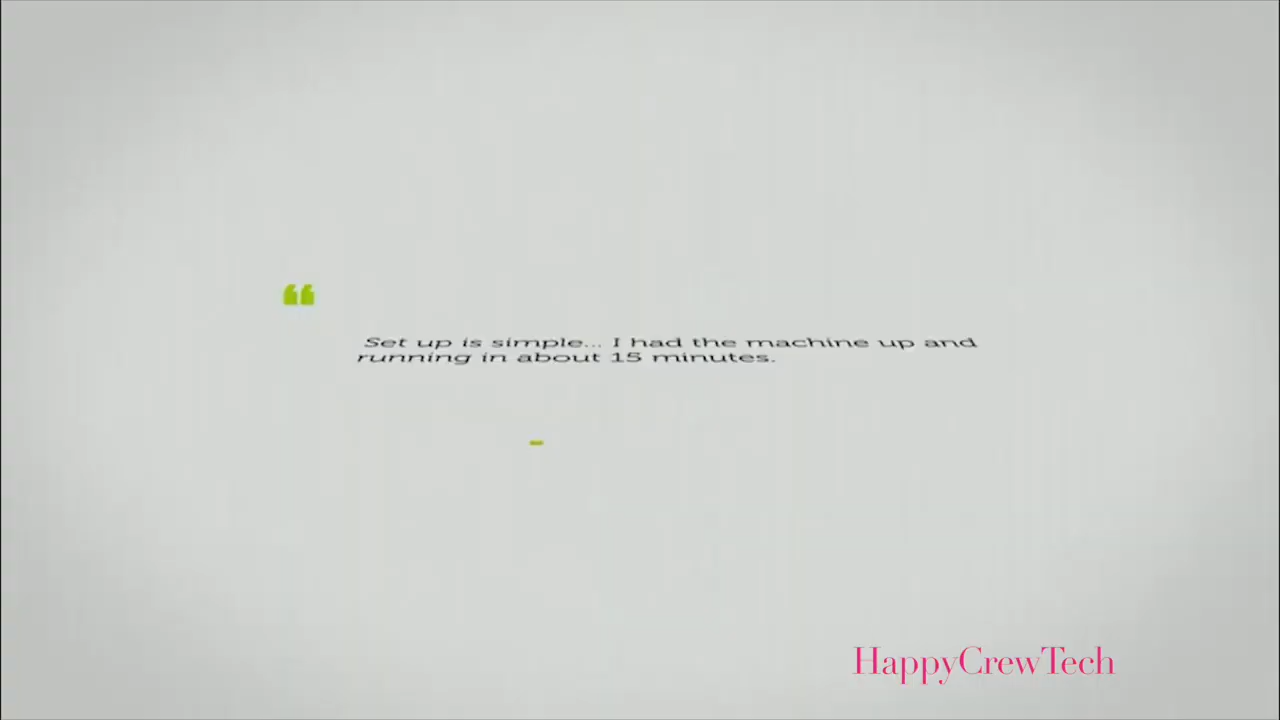 “
Set up is simple... I had the machine up and
running in about 15 minutes.
-
HappyCrewTech